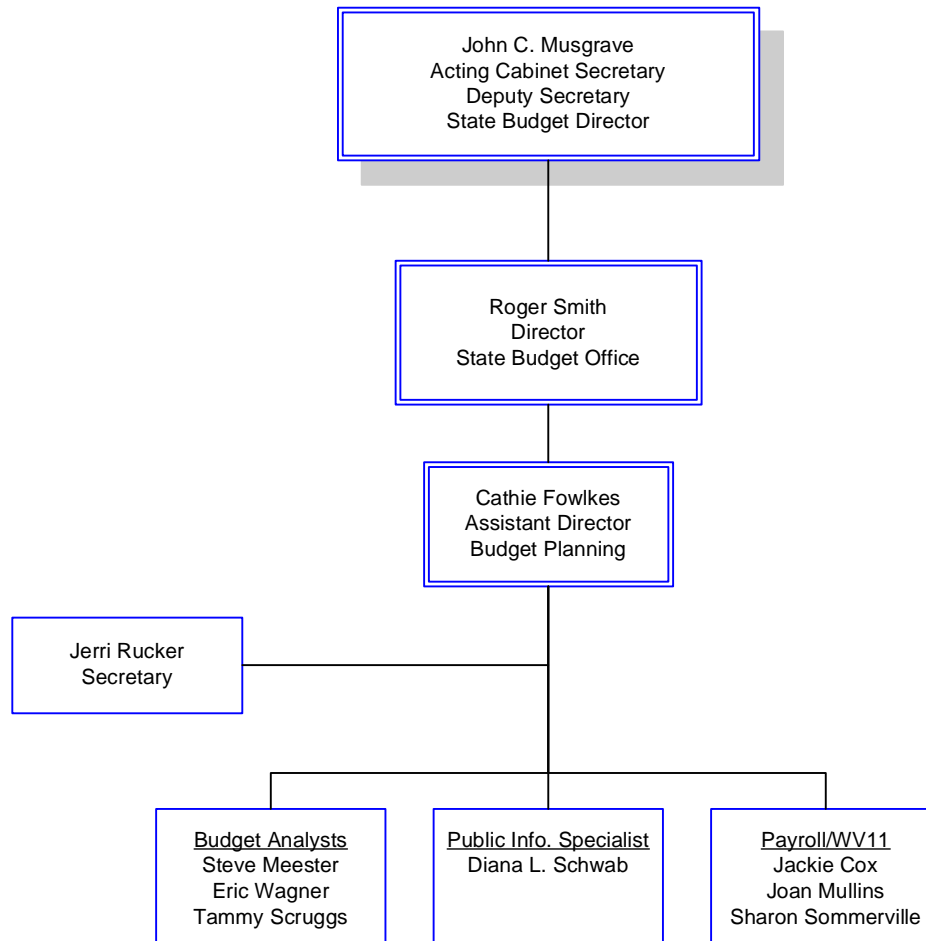 John C. Musgrave
Acting Cabinet Secretary
Deputy Secretary
State Budget Director
Roger Smith
Director
State Budget Office
Cathie Fowlkes
Assistant Director
Budget Planning
Jerri Rucker
Secretary
Budget Analysts
Steve Meester
Eric Wagner
Tammy Scruggs
Public Info. Specialist
Diana L. Schwab
Payroll/WV11
Jackie Cox
Joan Mullins
Sharon Sommerville